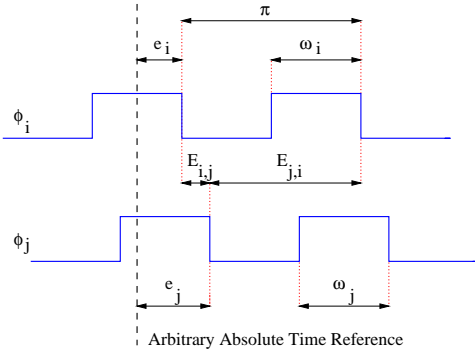 π
e i ω i
ϕ i
E i,j E j,i
ϕ j
e j ω j
Arbitrary Absolute Time Reference